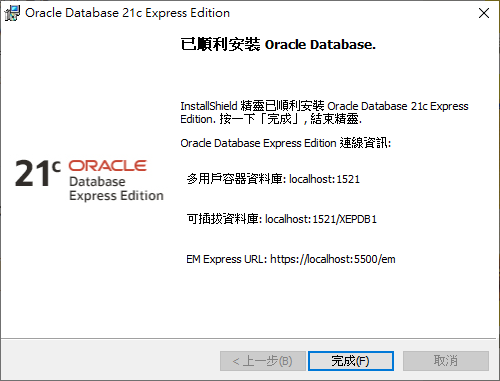 Oracle Database 21c Express Edition
已順利安裝 Oracle Database.
InstallShield 精靈已順利安裝 Oracle Database 21c Express
Edition. 按一下「完成」, 結束精靈.
Oracle Database Express Edition 連線資訊:
21c ORACLE
Database
Express Edition
多用戶容器資料庫: localhost:1521
可插拔資料庫: localhost:1521/XEPDB1
EM Express URL: https://localhost:5500/em
< 上一步(B)
完成(F)
取消